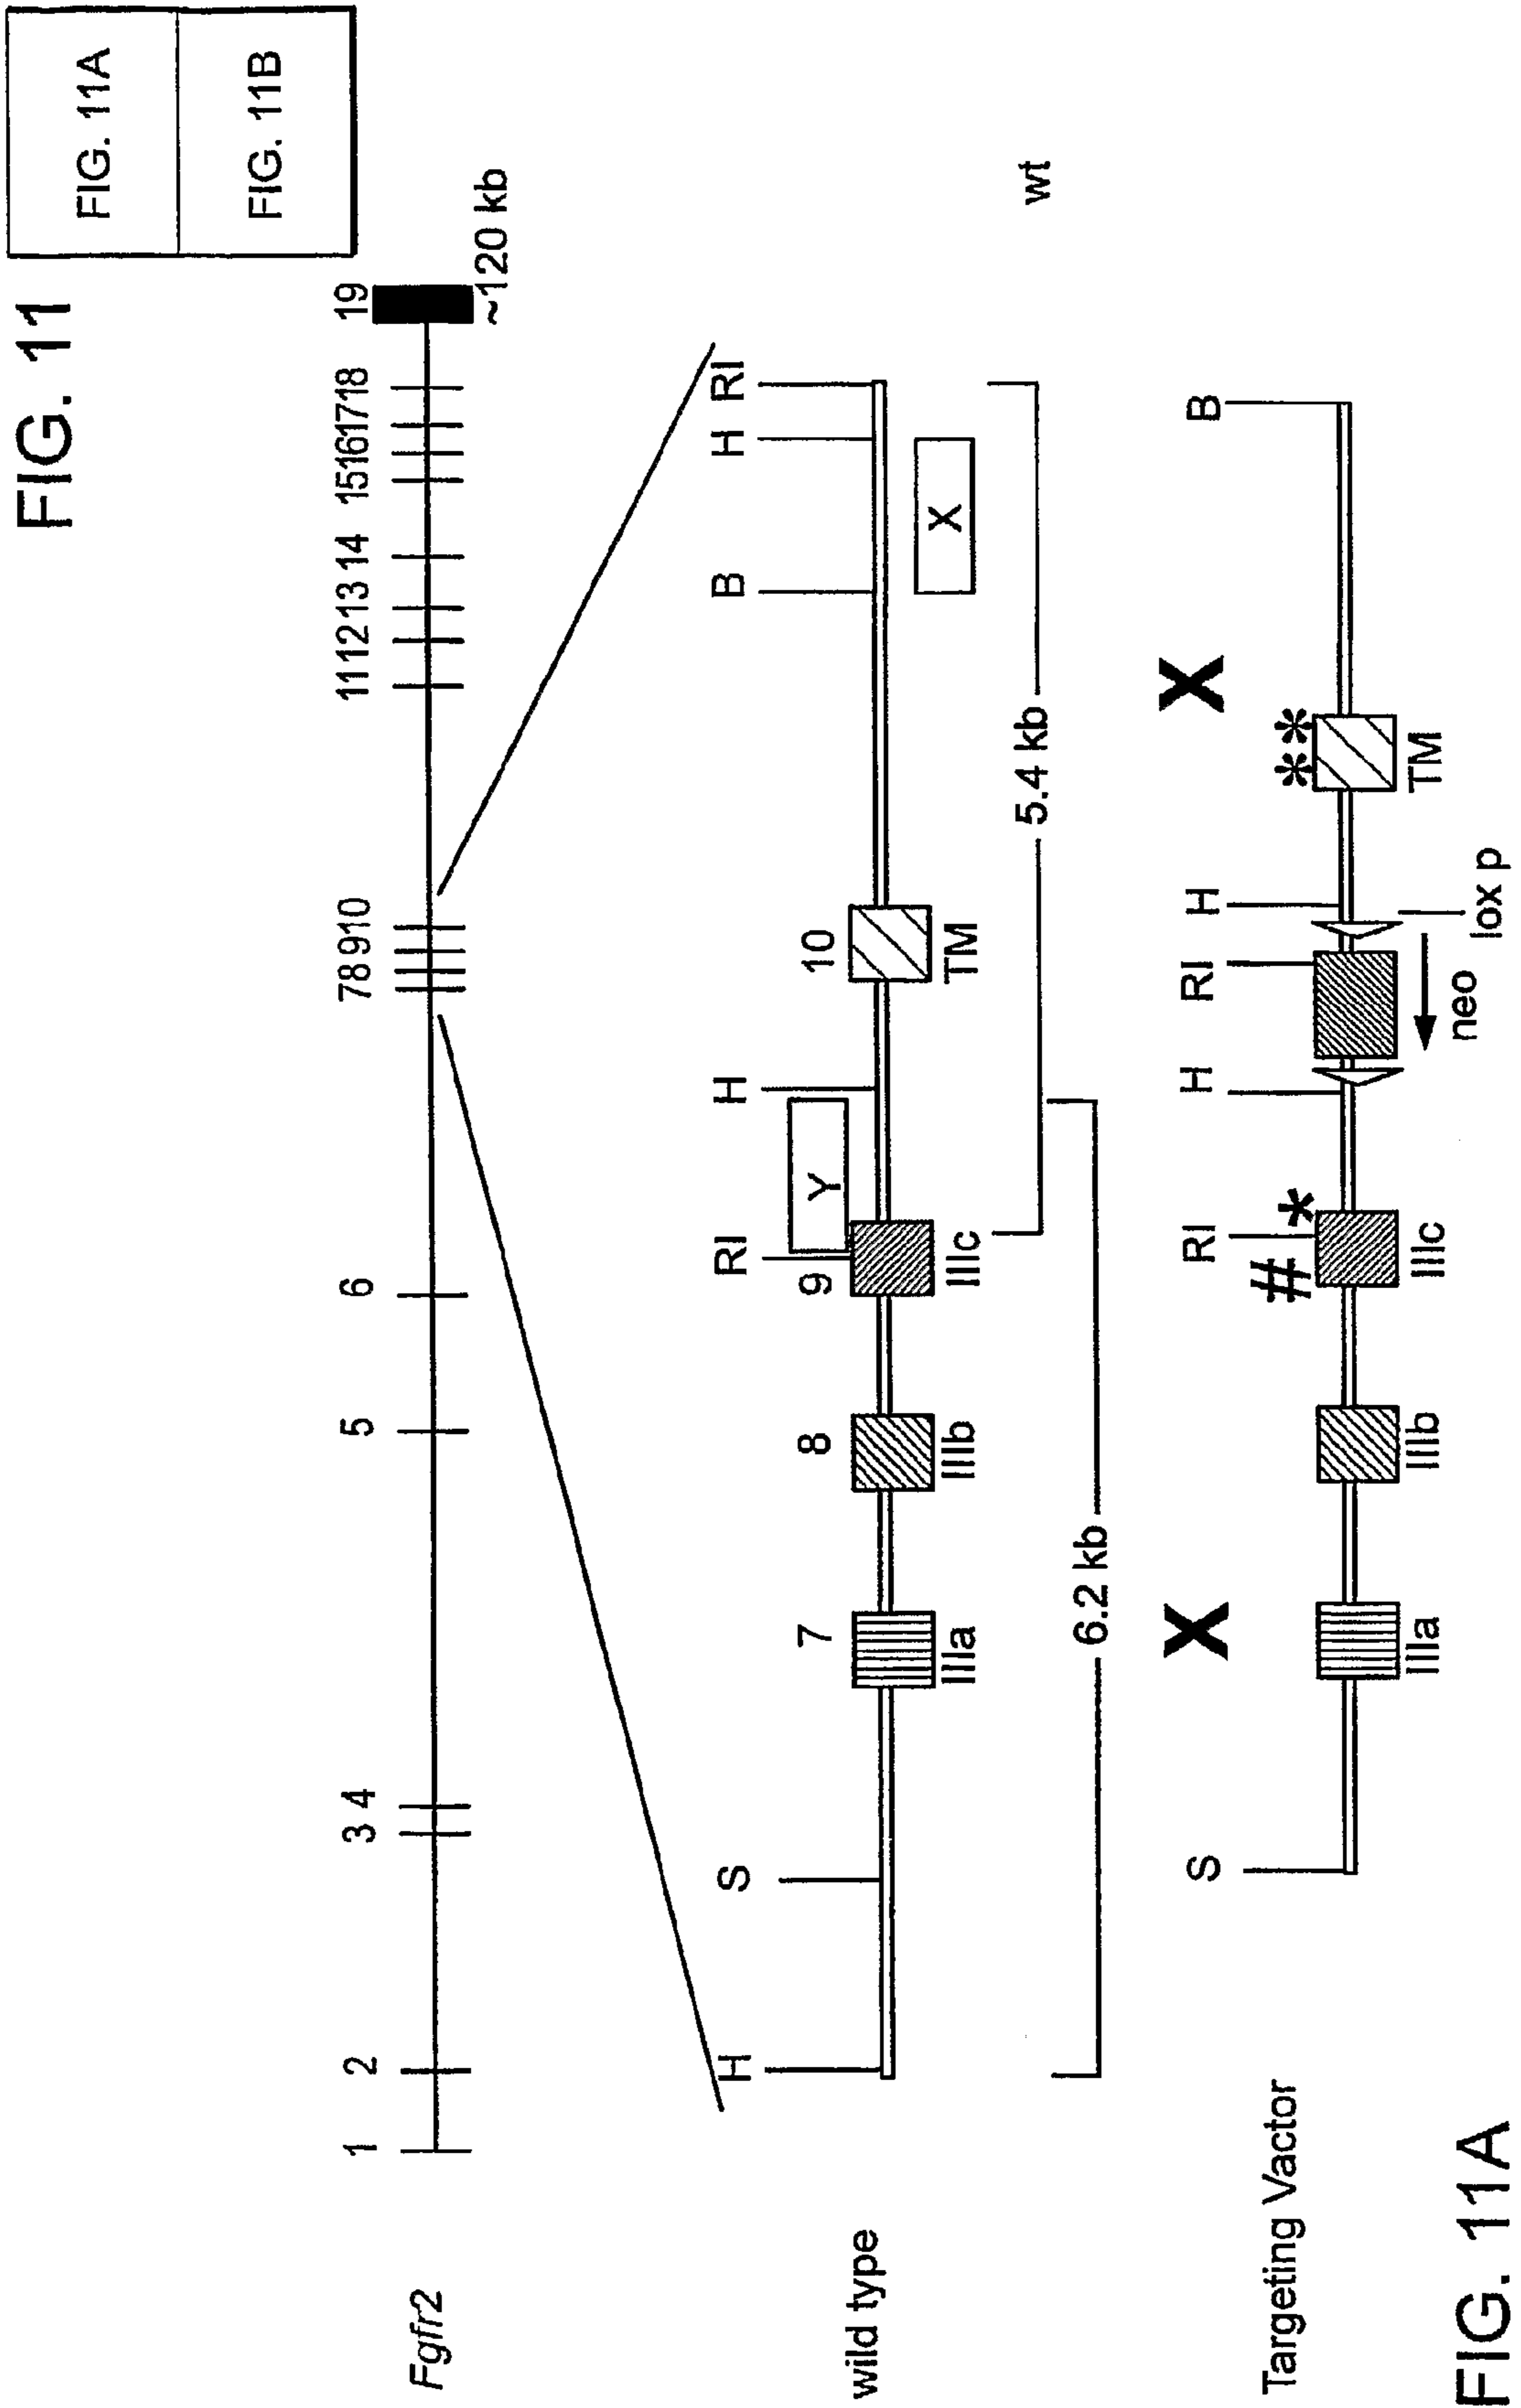 FIG. 11
FIG. 11A
FIG. 11B
Fgfr2
1 2 3 4 5 6 7 8 9 10 11 12 13 14 15 16 17 18 19
~120 kb
wild type
H S RI H B H RI
Y
7 8 9 10
IIIa IIIb IIIc TM
X
5.4 kb
wt
6.2 kb
X X
Targeting Vactor
S RI H RI H B
# * **
IIIa IIIb IIIc TM
neo
lox p
FIG. 11A